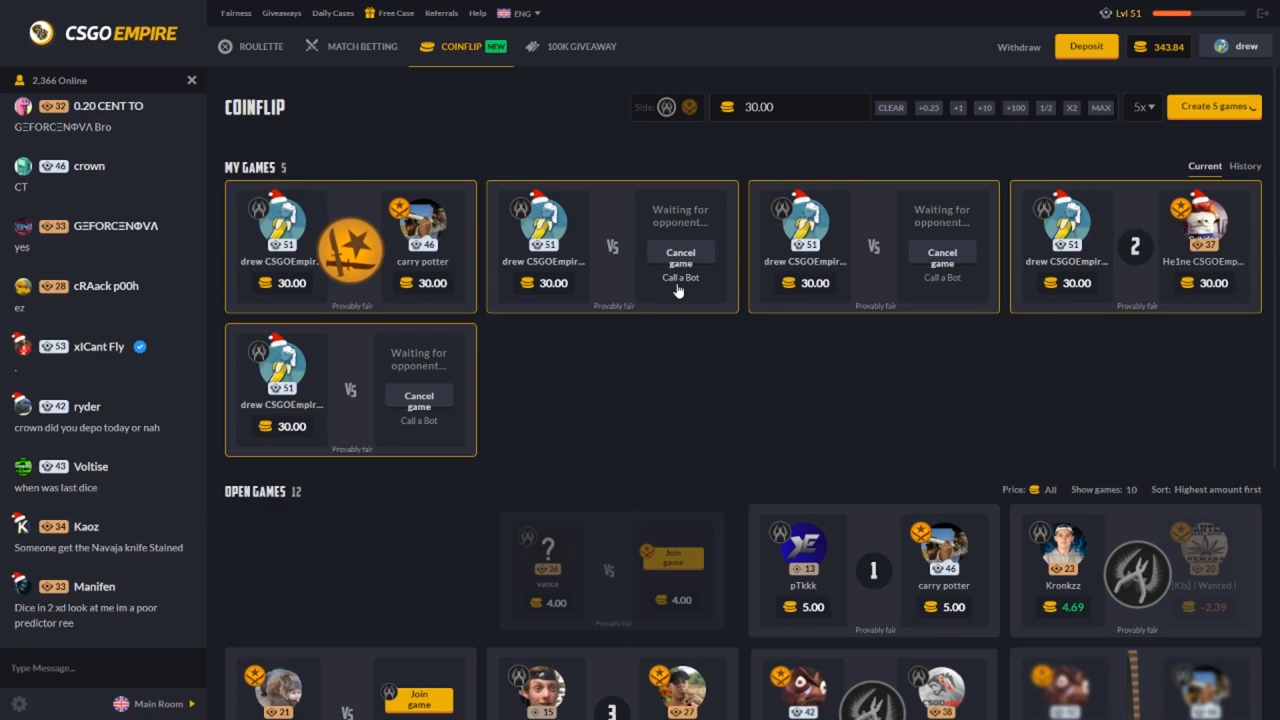 Fairness Giveaways Daily Cases Free Case Referrals Help ENG Lvl 51
CSGOEMPIRE
ROULETTE MATCH BETTING COINFLIP NEW 100K GIVEAWAY Withdraw Deposit 343.84 drew
2,366 Online
32 0.20 CENT TO
GΞFORCΞNΦVΛ Bro
46 crown
CT
33 GΞFORCΞNΦVΛ
yes
28 cRAack p00h
ez
53 xICant Fly
.
42 ryder
crown did you depo today or nah
43 Voltise
when was last dice
34 Kaoz
Someone get the Navaja knife Stained
33 Manifen
Dice in 2 xd look at me im a poor
predictor ree
Type Message...
Main Room
COINFLIP Side: 30.00 CLEAR +0.25 +1 +10 +100 1/2 X2 MAX 5x Create 5 games
MY GAMES 5 Current History
51
drew CSGOEmpir...
30.00
46
carry potter
30.00
Provably fair
51
drew CSGOEmpir...
30.00
VS
Waiting for
opponent...
Cancel
game
Call a Bot
Provably fair
51
drew CSGOEmpir...
30.00
VS
Waiting for
opponent...
Cancel
game
Call a Bot
Provably fair
51
drew CSGOEmpir...
30.00
2
37
He1ne CSGOEmp...
30.00
Provably fair
51
drew CSGOEmpir...
30.00
VS
Waiting for
opponent...
Cancel
game
Call a Bot
Provably fair
OPEN GAMES 12 Price: All Show games: 10 Sort: Highest amount first
?
36
vance
4.00
VS
Join
game
4.00
Provably fair
13
pTkkk
5.00
1
46
carry potter
5.00
Provably fair
23
Kronkzz
4.69
20
[Kls] | Wanted |
-2.39
Provably fair
21
VS
Join
game
15
3
27
42
38